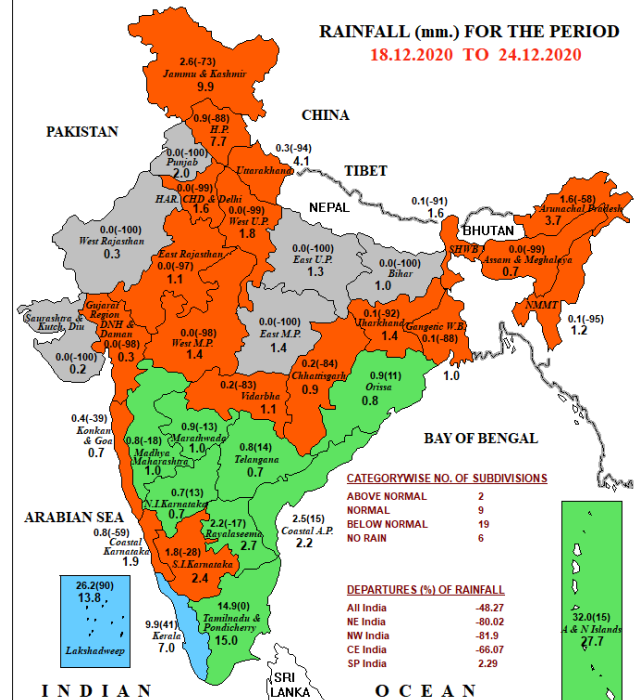 RAINFALL (mm.) FOR THE PERIOD
18.12.2020 TO 24.12.2020
2.6(-73)
Jammu & Kashmir
9.9
CHINA
0.9(-88)
H.P.
7.7
PAKISTAN
0.0(-100)
Punjab
2.0
0.3(-94)
4.1
Uttarakhand
TIBET
0.0(-99)
HAR. CHD & Delhi
1.6
NEPAL
0.1(-91)
1.6
1.6(-58)
Arunachal Pradesh
3.7
0.0(-99)
West U.P.
1.8
BHUTAN
0.0(-100)
West Rajasthan
0.3
East Rajasthan
0.0(-97)
1.1
0.0(-100)
East U.P.
1.3
0.0(-100)
Bihar
1.0
SHWB
0.0(-99)
Assam & Meghalaya
0.7
Saurashtra &
Kutch, Diu
0.0(-100)
0.2
Gujarat
Region
DNH &
Daman
0.0(-98)
0.3
0.0(-98)
West M.P.
1.4
0.0(-100)
East M.P.
1.4
0.1(-92)
Jharkhand
1.4
Gangetic W.B.
0.1(-88)
1.0
NMMT
0.1(-95)
1.2
0.2(-83)
Vidarbha
1.1
0.2(-84)
Chhattisgarh
0.9
0.9(11)
Orissa
0.8
0.4(-39)
Konkan
& Goa
0.7
0.8(-18)
Madhya
Maharashtra
1.0
0.9(-13)
Marathwada
1.0
0.8(14)
Telangana
0.7
BAY OF BENGAL
0.7(13)
N.I.Karnataka
0.7
CATEGORYWISE NO. OF SUBDIVISIONS
ABOVE NORMAL 2
NORMAL 9
BELOW NORMAL 19
NO RAIN 6
ARABIAN SEA
0.8(-59)
Coastal
Karnataka
1.9
2.2(-17)
Rayalaseema
2.7
2.5(15)
Coastal A.P.
2.2
1.8(-28)
S.I.Karnataka
2.4
26.2(90)
13.8
Lakshadweep
9.9(41)
Kerala
7.0
14.9(0)
Tamilnadu &
Pondicherry
15.0
DEPARTURES (%) OF RAINFALL
All India -48.27
NE India -80.02
NW India -81.9
CE India -66.07
SP India 2.29
32.0(15)
A & N Islands
27.7
SRI
LANKA
INDIAN OCEAN